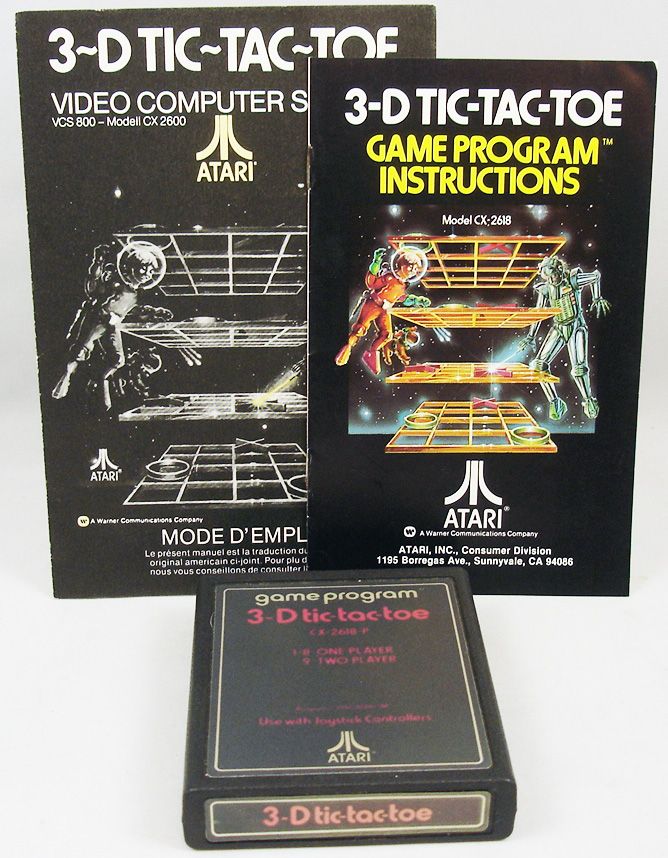 3~D TIC~TAC~TOE
VIDEO COMPUTER S
VCS 800 – Modell CX 2600
ATARI
ATARI
A Warner Communications Company
MODE D'EMPL
Le présent manuel est la traduction du
original americain ci-joint. Pour plus d
nous vous conseillons de consulter l
3-D TIC-TAC-TOE
GAME PROGRAM™
INSTRUCTIONS
Model CX-2618
ATARI®
A Warner Communications Company
ATARI, INC., Consumer Division
1195 Borregas Ave., Sunnyvale, CA 94086
game program
3-D tic-tac-toe
CX-2618-P
1-8 ONE PLAYER
9 TWO PLAYER
Use with Joystick Controllers
ATARI
3-D tic-tac-toe